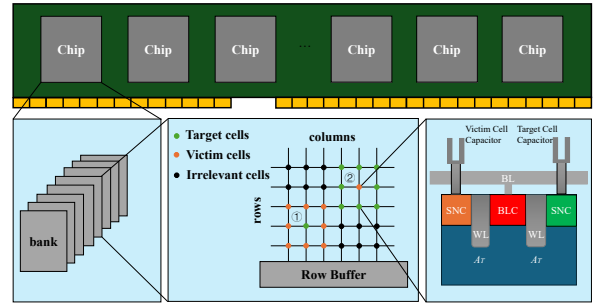 Chip Chip Chip ... Chip Chip Chip
bank
Target cells
Victim cells
Irrelevant cells
columns
rows
②
①
Row Buffer
Victim Cell
Capacitor
Target Cell
Capacitor
BL
SNC BLC SNC
WL WL
Ar Ar